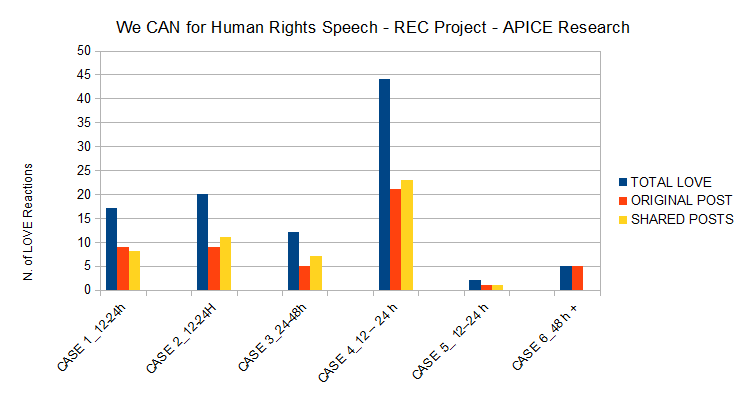 We CAN for Human Rights Speech - REC Project - APICE Research
50
45
40
35
30
25
20
15
10
5
0
N. of LOVE Reactions
CASE 1_12-24h
CASE 2_12-24H
CASE 3_24-48h
CASE 4_12 – 24 h
CASE 5_ 12–24 h
CASE 6_48 h +
TOTAL LOVE
ORIGINAL POST
SHARED POSTS